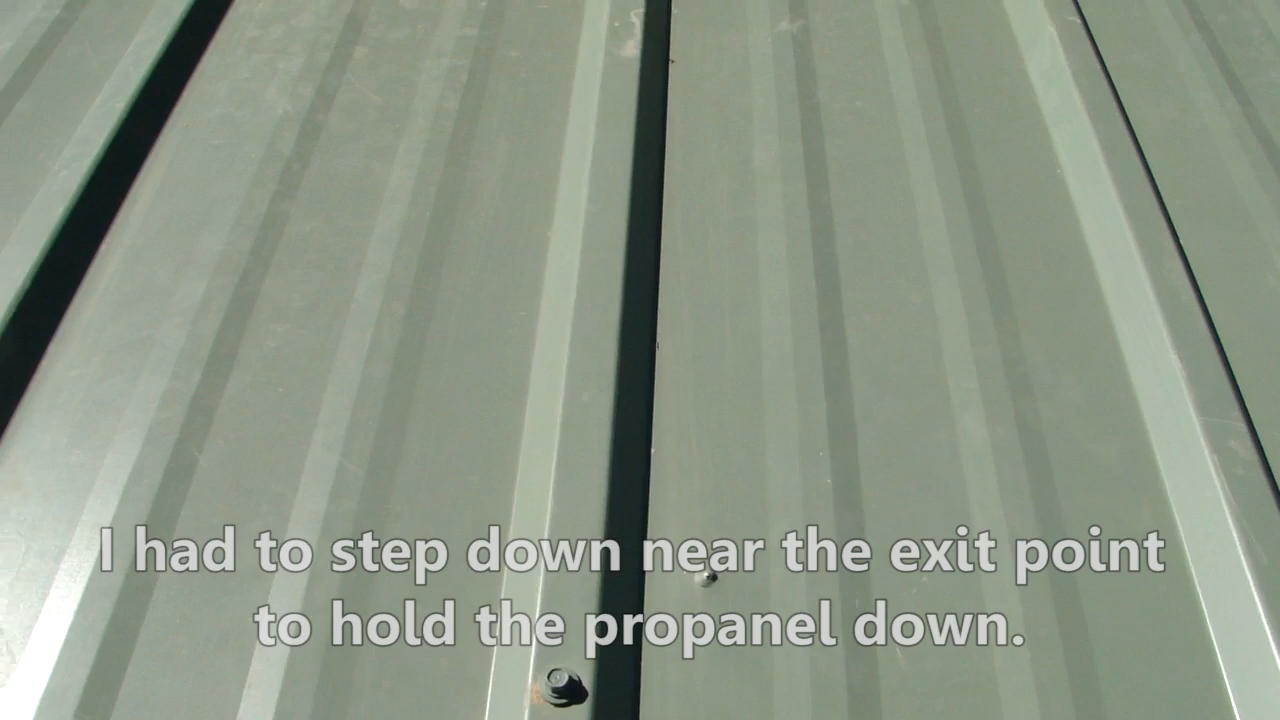 I had to step down near the exit point
to hold the propanel down.